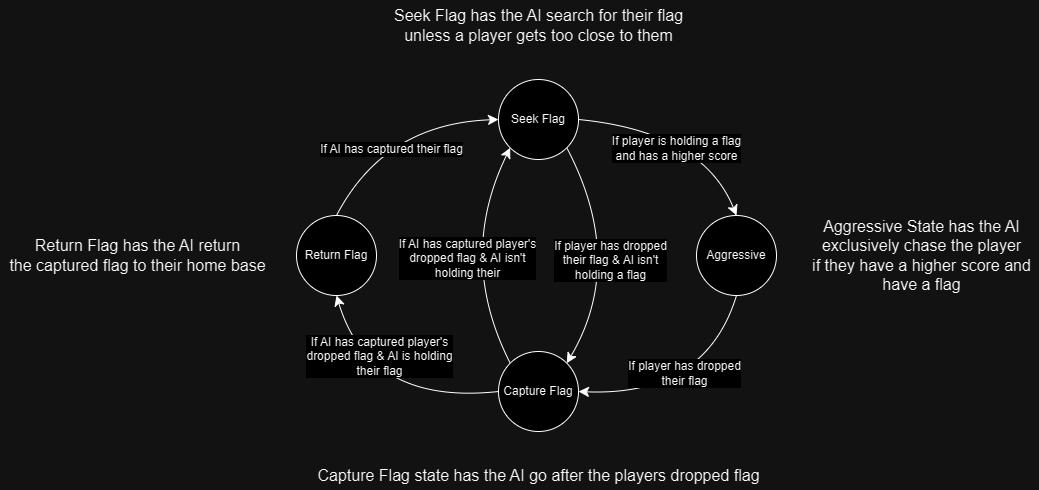 Seek Flag has the AI search for their flag
unless a player gets too close to them
Seek Flag
If player is holding a flag
and has a higher score
If AI has captured their flag
Return Flag has the AI return
the captured flag to their home base
Return Flag
If AI has captured player's
dropped flag & AI isn't
holding their
If player has dropped
their flag & AI isn't
holding a flag
Aggressive
Aggressive State has the AI
exclusively chase the player
if they have a higher score and
have a flag
If AI has captured player's
dropped flag & AI is holding
their flag
If player has dropped
their flag
Capture Flag
Capture Flag state has the AI go after the players dropped flag